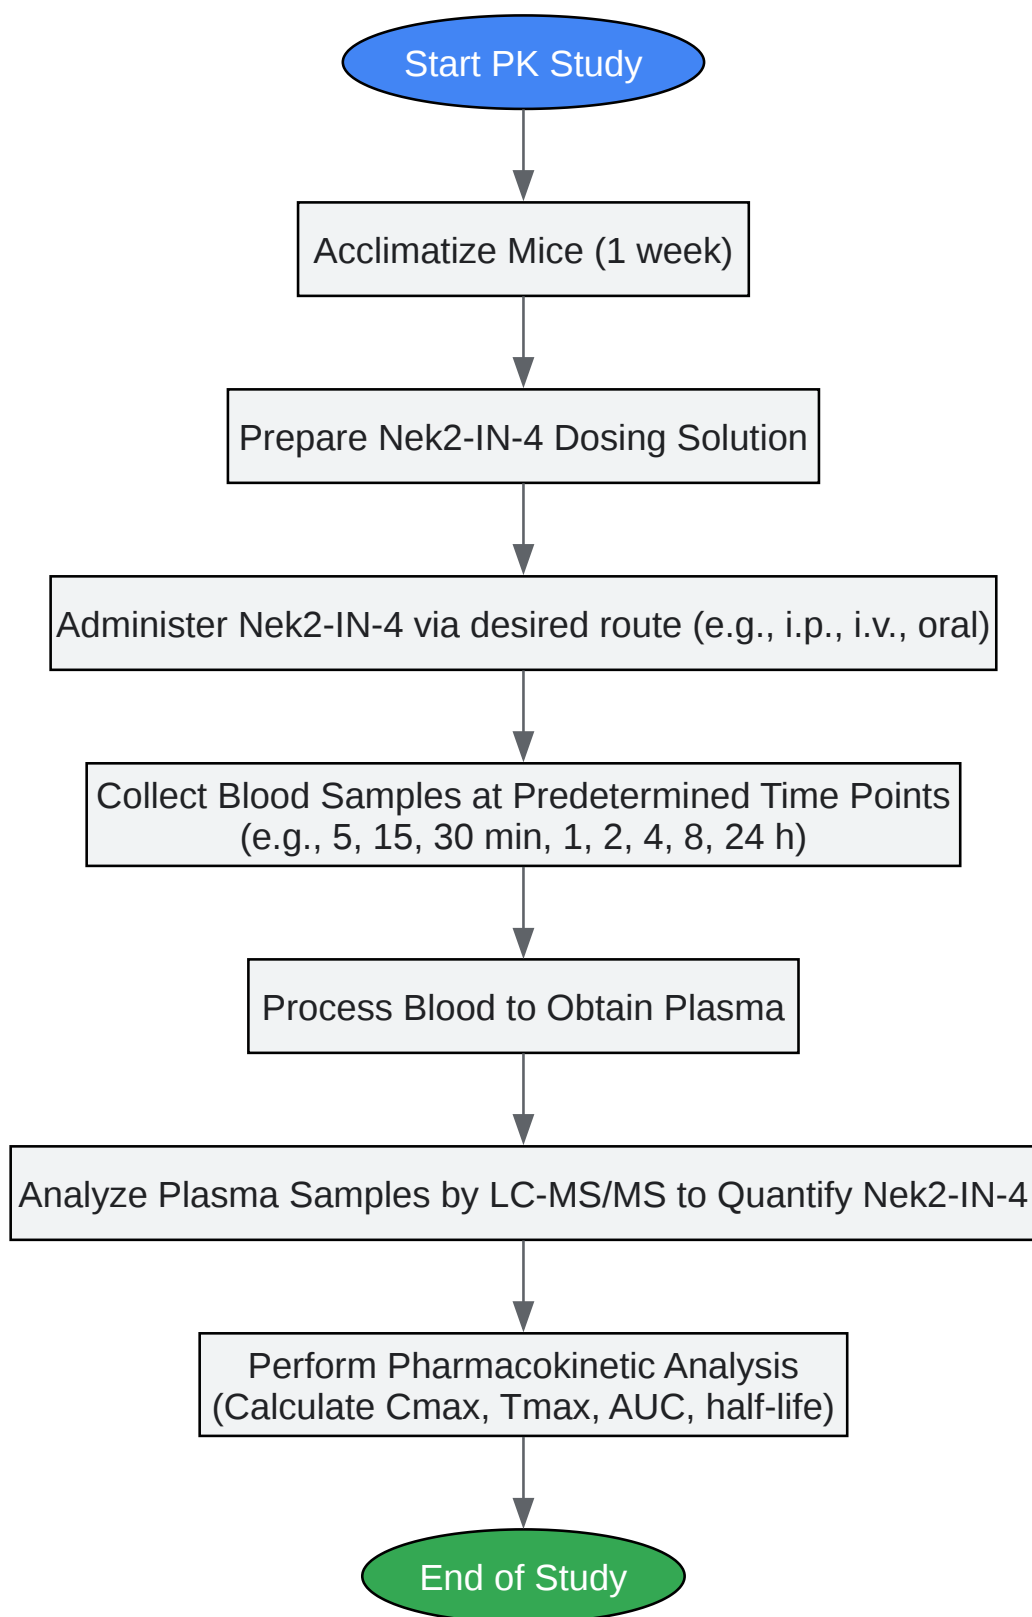 Start PK Study
Acclimatize Mice (1 week)
Prepare Nek2-IN-4 Dosing Solution
Administer Nek2-IN-4 via desired route (e.g., i.p., i.v., oral)
Collect Blood Samples at Predetermined Time Points
(e.g., 5, 15, 30 min, 1, 2, 4, 8, 24 h)
Process Blood to Obtain Plasma
Analyze Plasma Samples by LC-MS/MS to Quantify Nek2-IN-4
Perform Pharmacokinetic Analysis
(Calculate Cmax, Tmax, AUC, half-life)
End of Study